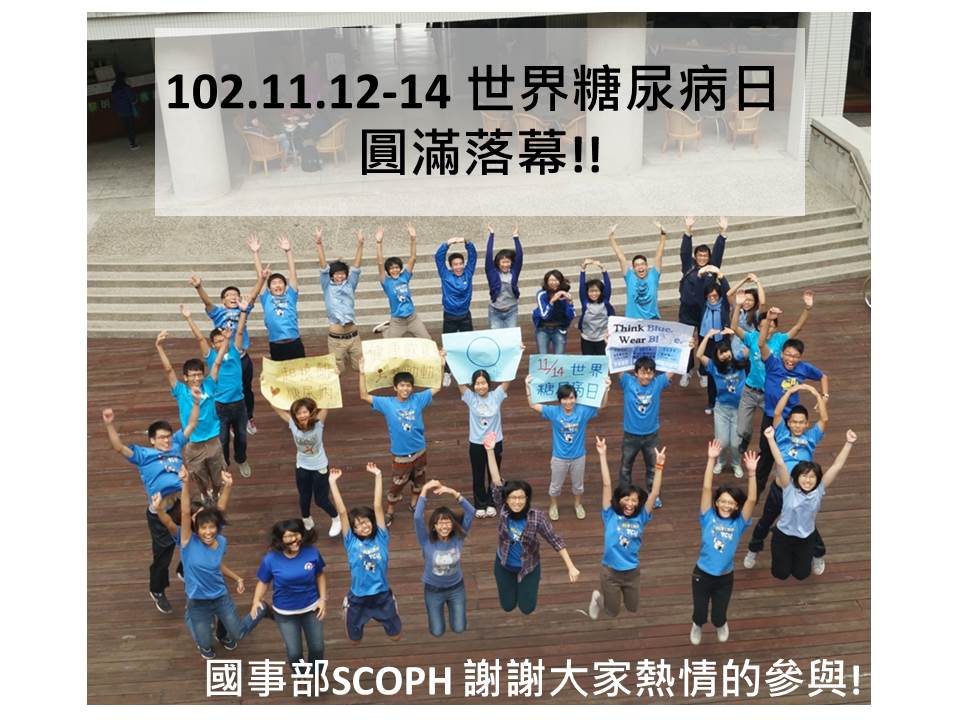 102.11.12-14 世界糖尿病日
圓滿落幕!!
Think Blue.
Wear Bl e.
11/14 世界
糖尿病日
國事部SCOPH 謝謝大家熱情的參與!